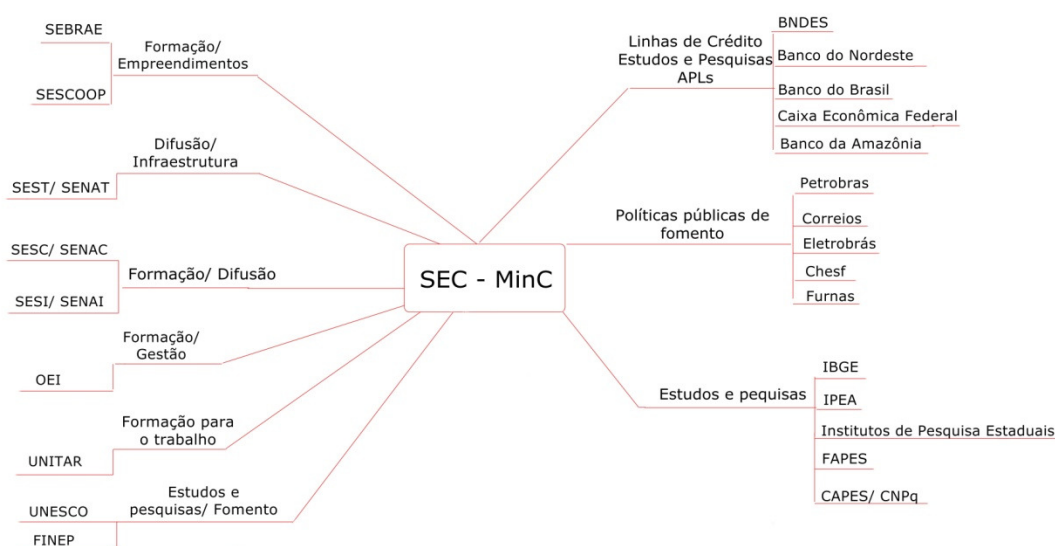 SEBRAE
Formação/
Empreendimentos
SESCOOP
Difusão/
Infraestrutura
SEST/ SENAT
SESC/ SENAC
Formação/ Difusão
SESI/ SENAI
Formação/
Gestão
OEI
Formação para
o trabalho
UNITAR
Estudos e
pesquisas/ Fomento
UNESCO
FINEP
SEC - MinC
Linhas de Crédito
Estudos e Pesquisas
APLs
BNDES
Banco do Nordeste
Banco do Brasil
Caixa Econômica Federal
Banco da Amazônia
Políticas públicas de
fomento
Petrobras
Correios
Eletrobrás
Chesf
Furnas
Estudos e pequisas
IBGE
IPEA
Institutos de Pesquisa Estaduais
FAPES
CAPES/ CNPq